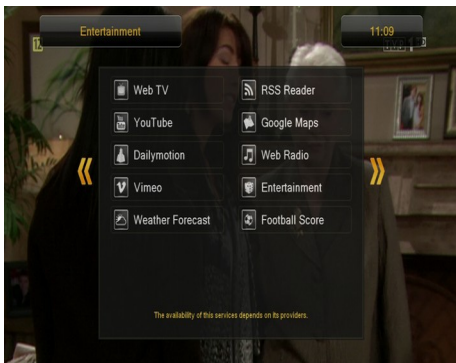 Entertainment
11:09
Web TV
RSS Reader
YouTube
Google Maps
Dailymotion
Web Radio
Vimeo
Entertainment
Weather Forecast
Football Score
The availability of this services depends on its providers.